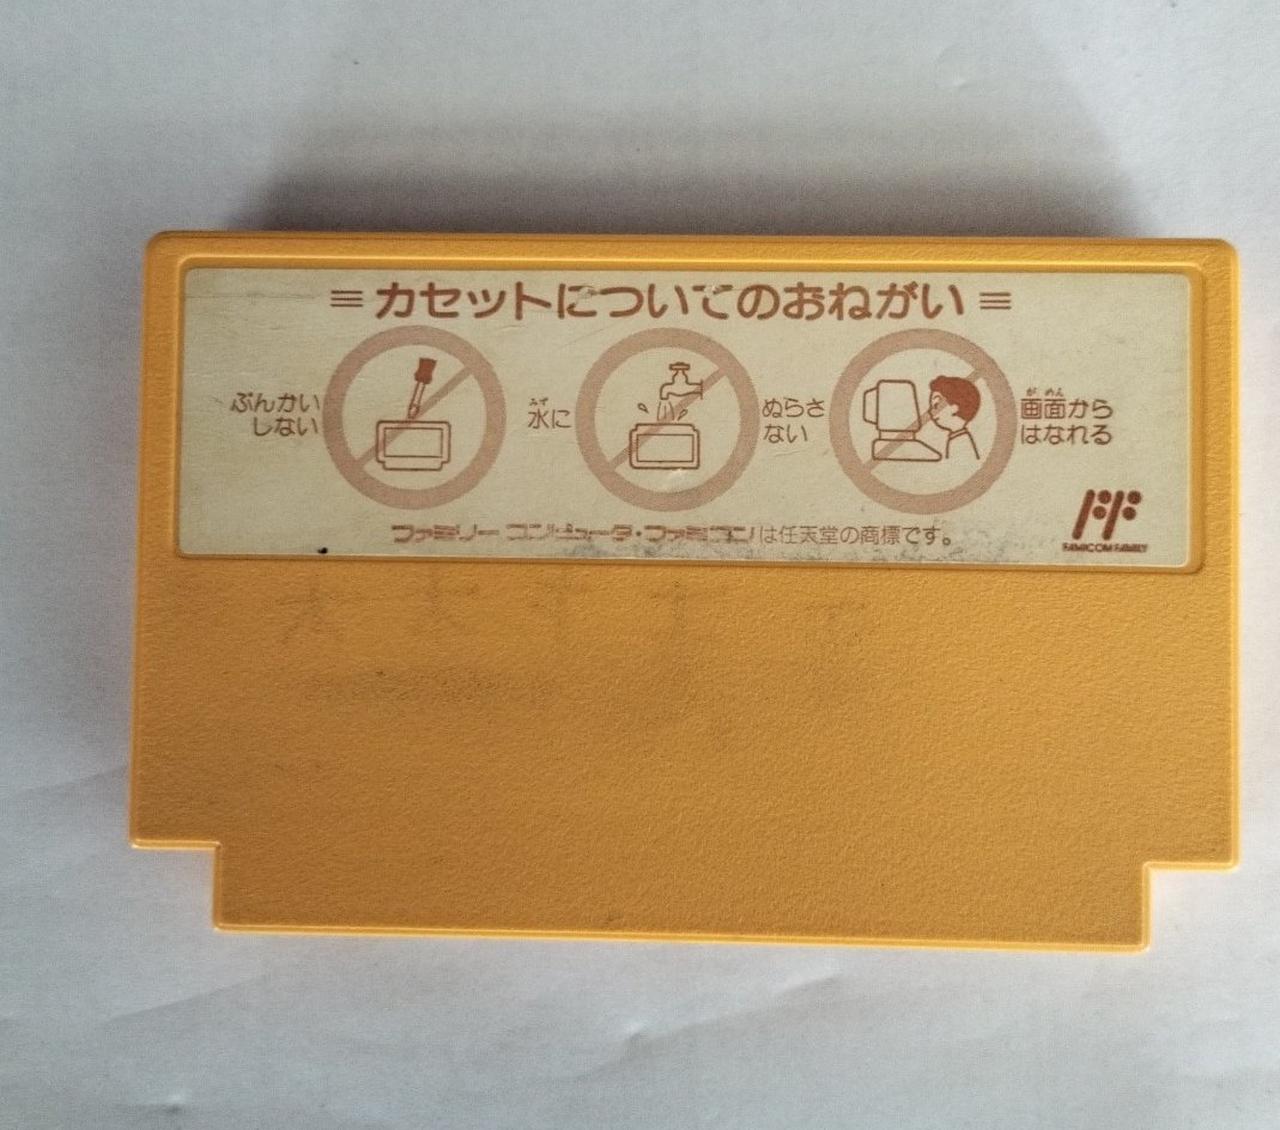 ≡カセットについてのおねがい≡
ぶんかい
しない
みず
水に
ぬらさ
ない
が めん
画面から
はなれる
ファミリー コンピュータ・ファミコンは任天堂の商標です。
FAMICOM FAMILY